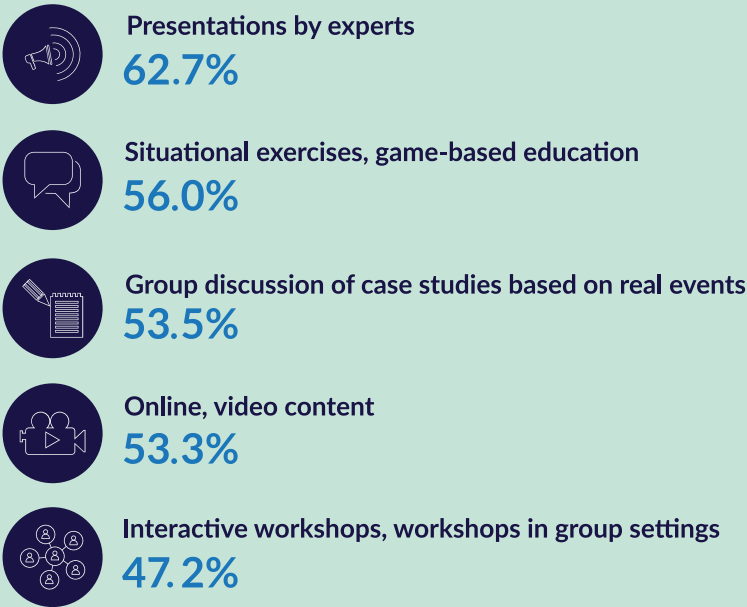 Presentations by experts
62.7%
Situational exercises, game-based education
56.0%
Group discussion of case studies based on real events
53.5%
Online, video content
53.3%
Interactive workshops, workshops in group settings
47.2%